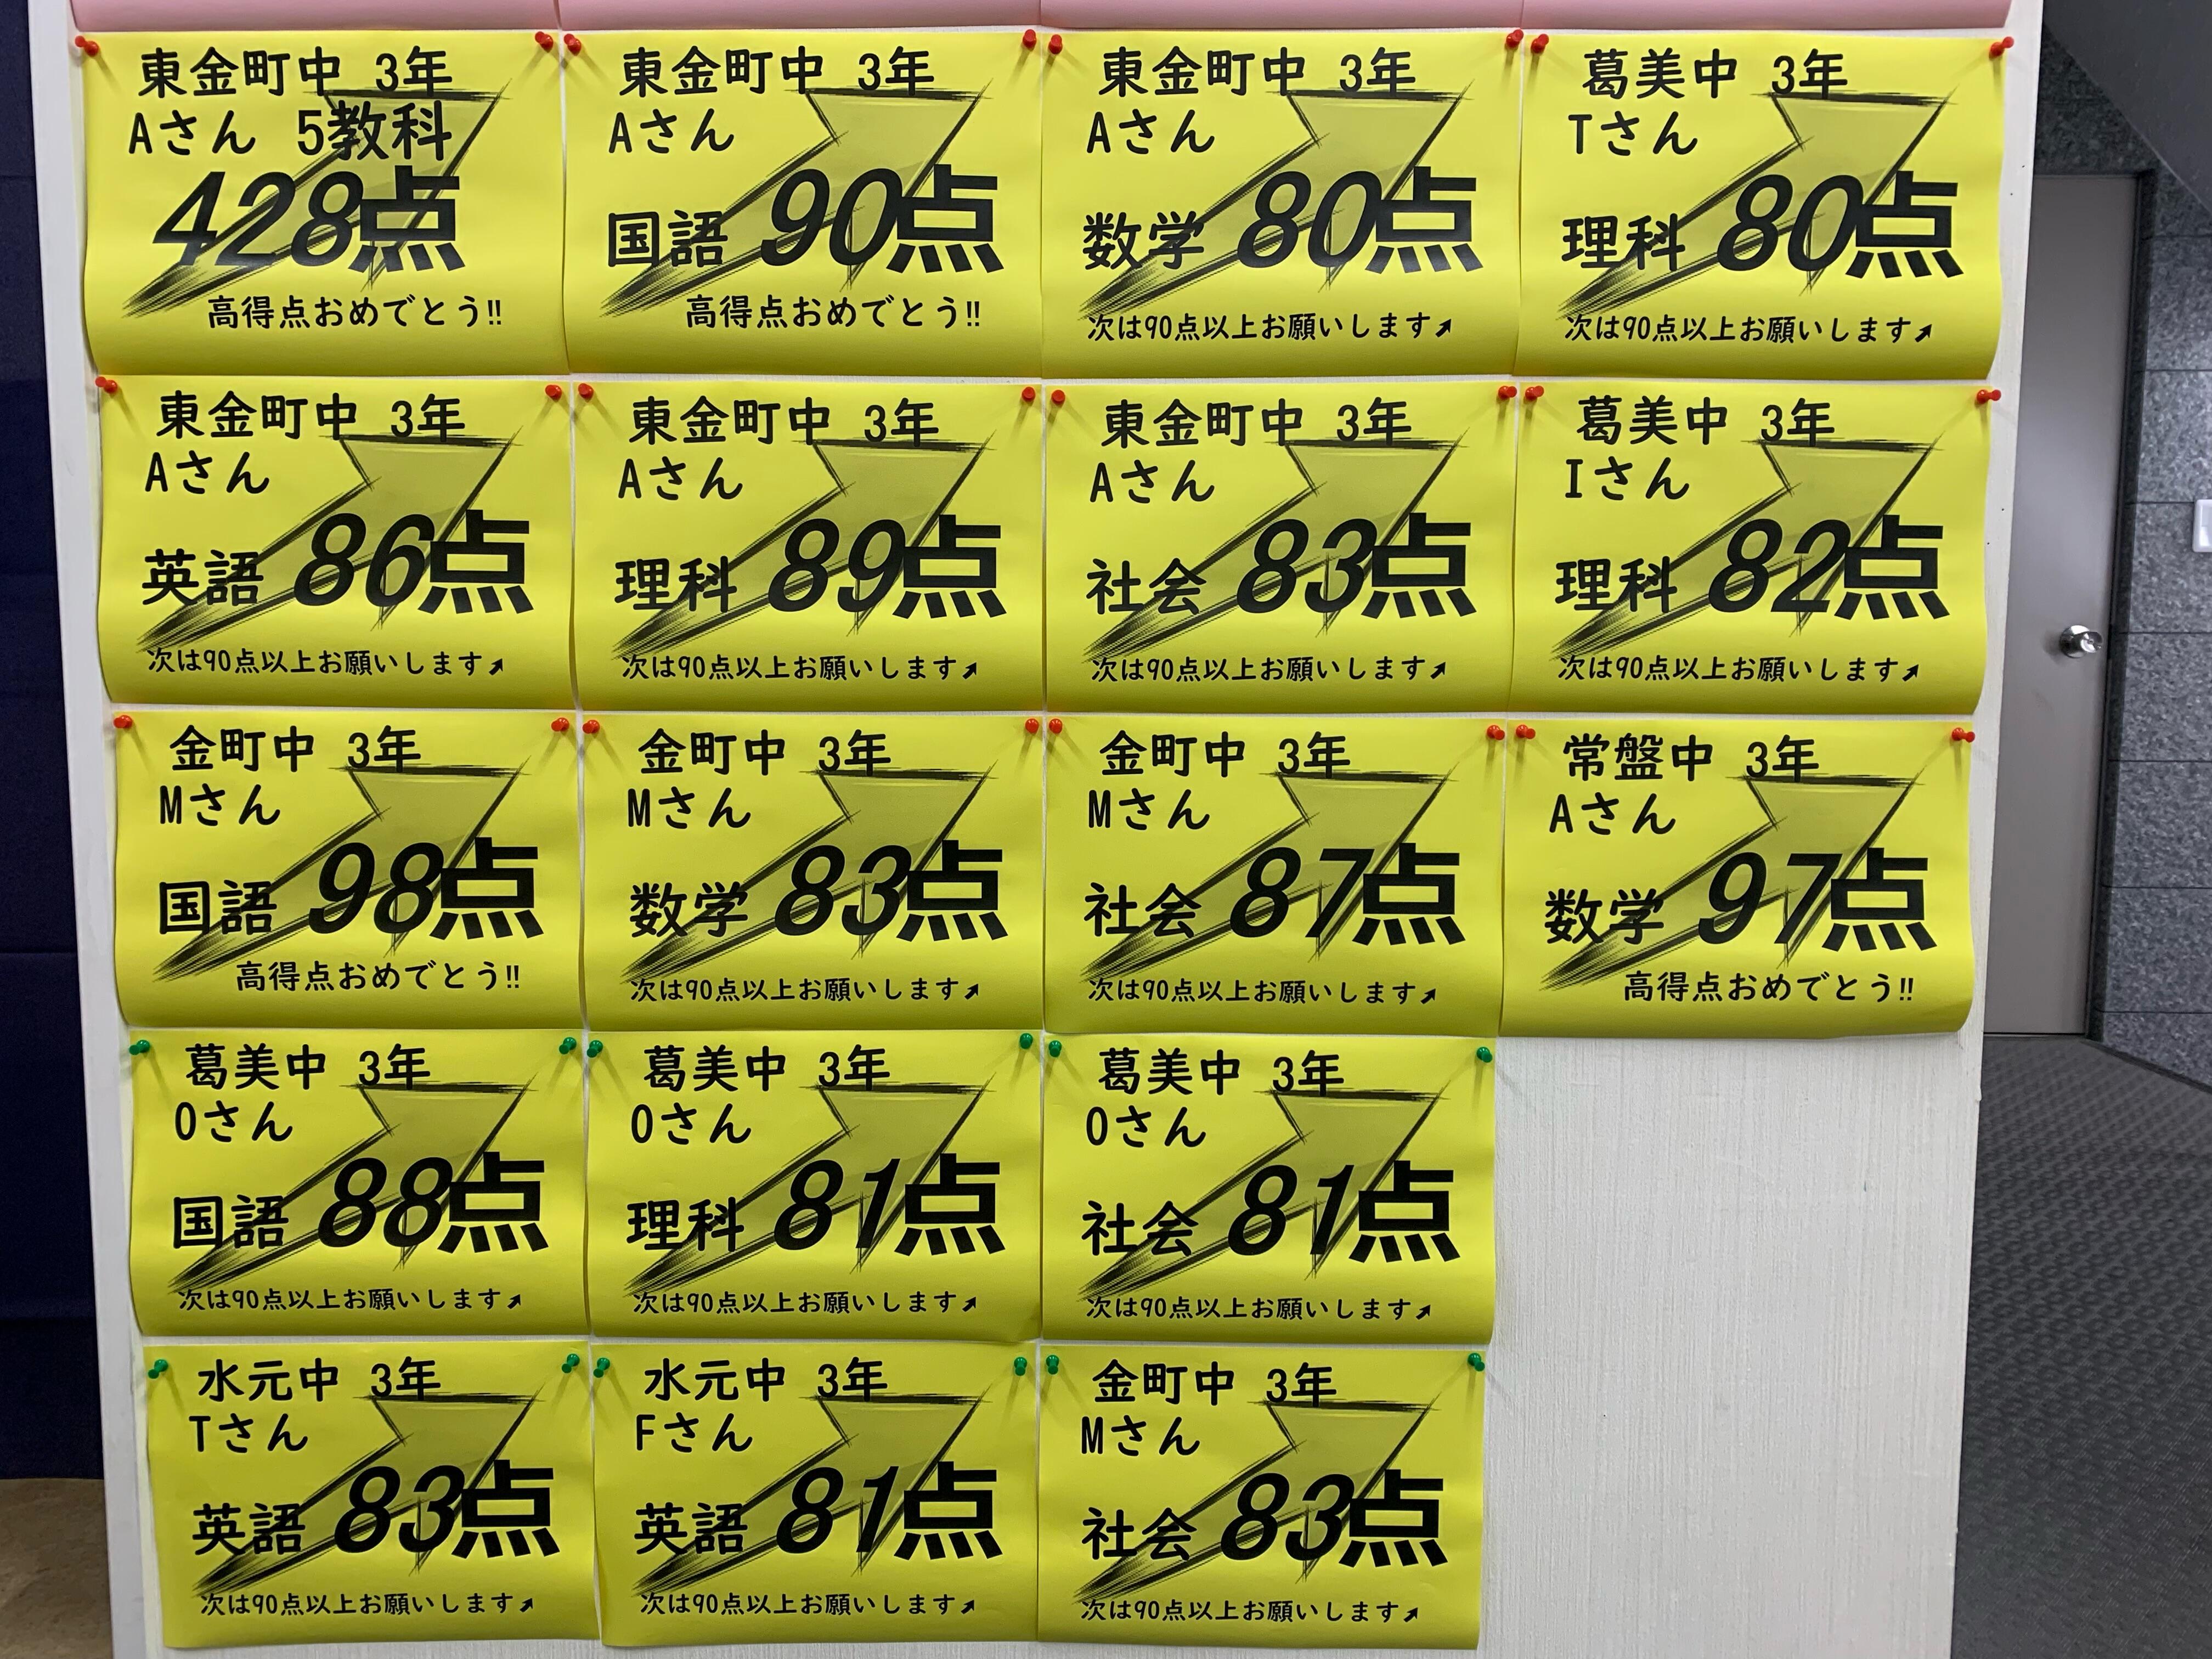 東金町中 3年
Aさん 5教科
428点
高得点おめでとう!!
東金町中 3年
Aさん
国語 90点
高得点おめでとう!!
東金町中 3年
Aさん
数学 80点
次は90点以上お願いします➚
葛美中 3年
Tさん
理科 80点
次は90点以上お願いします➚
東金町中 3年
Aさん
英語 86点
次は90点以上お願いします➚
東金町中 3年
Aさん
理科 89点
次は90点以上お願いします➚
東金町中 3年
Aさん
社会 83点
次は90点以上お願いします➚
葛美中 3年
Iさん
理科 82点
次は90点以上お願いします➚
金町中 3年
Mさん
国語 98点
高得点おめでとう!!
金町中 3年
Mさん
数学 83点
次は90点以上お願いします➚
金町中 3年
Mさん
社会 87点
次は90点以上お願いします➚
常盤中 3年
Aさん
数学 97点
高得点おめでとう!!
葛美中 3年
Oさん
国語 88点
次は90点以上お願いします➚
葛美中 3年
Oさん
理科 81点
次は90点以上お願いします➚
葛美中 3年
Oさん
社会 81点
次は90点以上お願いします➚
水元中 3年
Tさん
英語 83点
次は90点以上お願いします➚
水元中 3年
Fさん
英語 81点
次は90点以上お願いします➚
金町中 3年
Mさん
社会 83点
次は90点以上お願いします➚